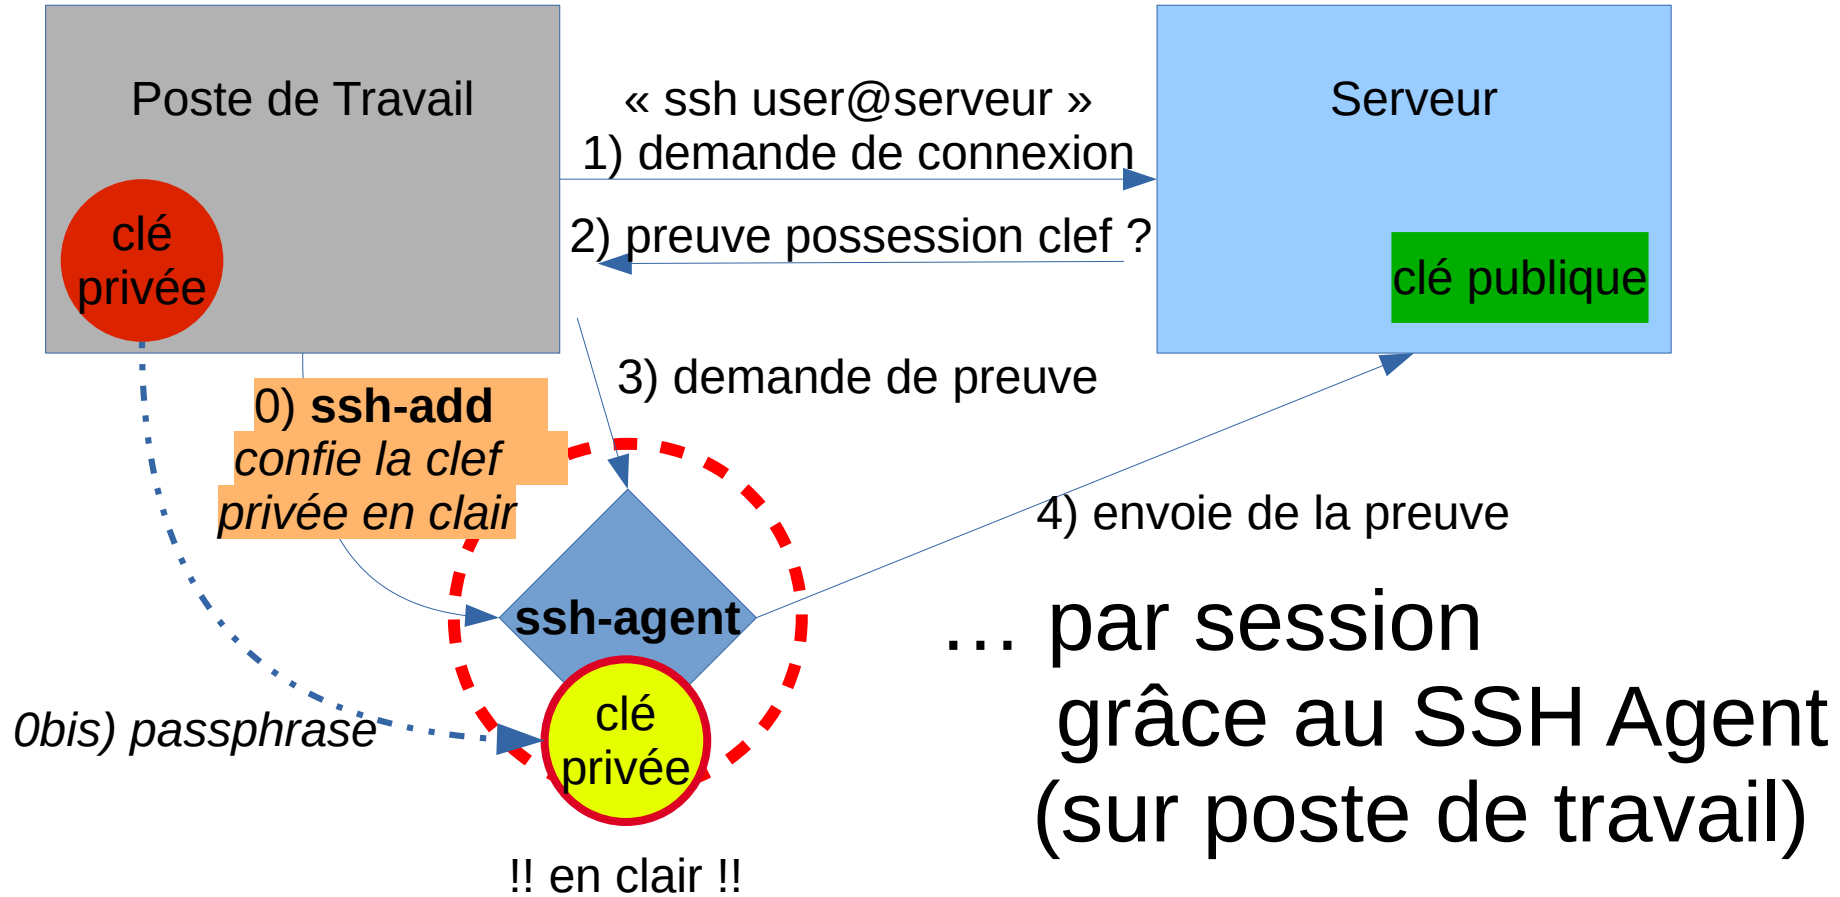 Poste de Travail
« ssh user@serveur »
1) demande de connexion
Serveur
clé
privée
2) preuve possession clef ?
clé publique
3) demande de preuve
0) ssh-add
confie la clef
privée en clair
4) envoie de la preuve
ssh-agent
... par session
grâce au SSH Agent
(sur poste de travail)
0bis) passphrase
clé
privée
!! en clair !!